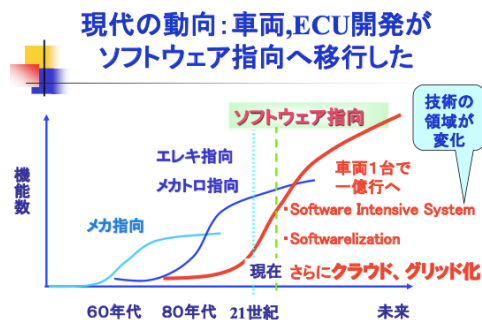 現代の動向：車両,ECU開発が
ソフトウェア指向へ移行した
ソフトウェア指向
技術の
領域が
変化
エレキ指向
メカトロ指向
車両１台で
一億行へ
機能数
メカ指向
・Software Intensive System
・Softwarelization
現在
さらにクラウド、グリッド化
６０年代
８０年代
21世紀
未来